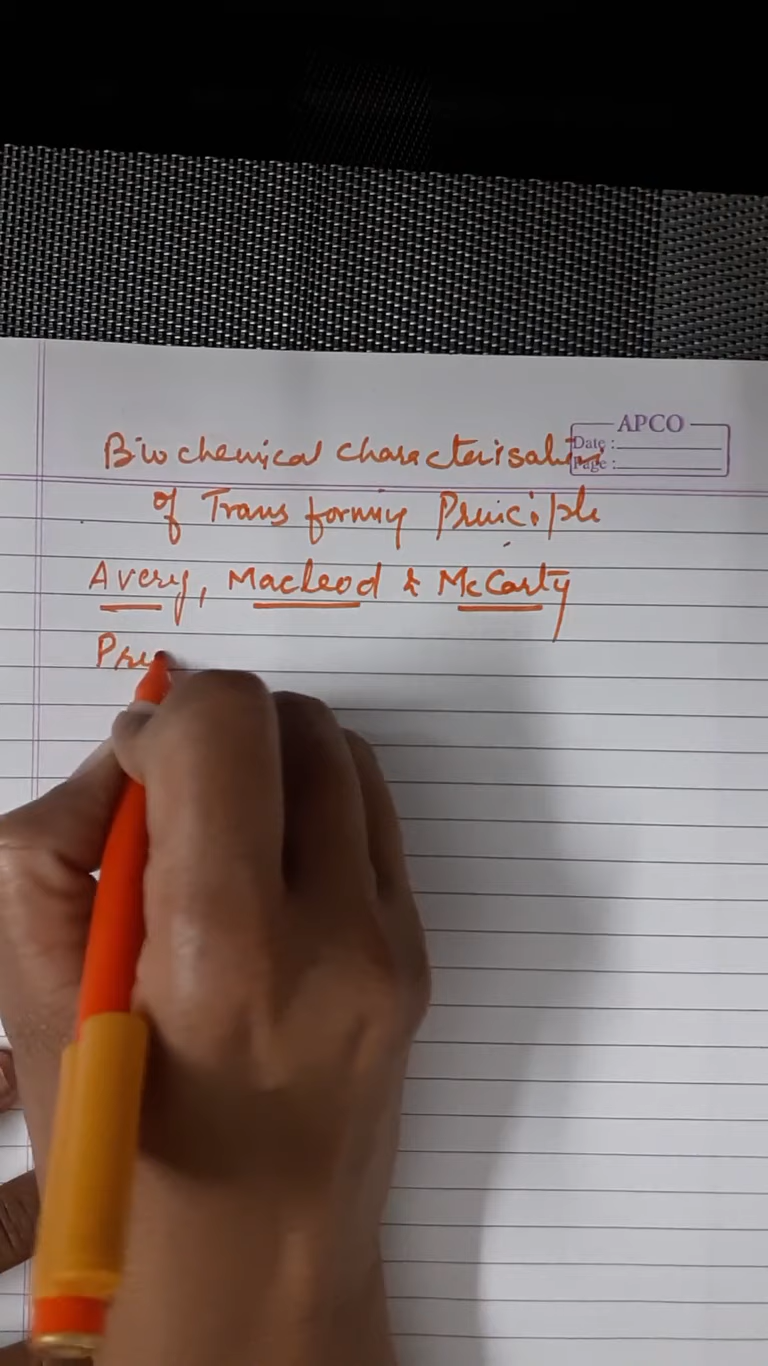 APCO
Date :
Page :
Biochemical characterisation
of Transforming Principle
Avery, Macleod & McCarty